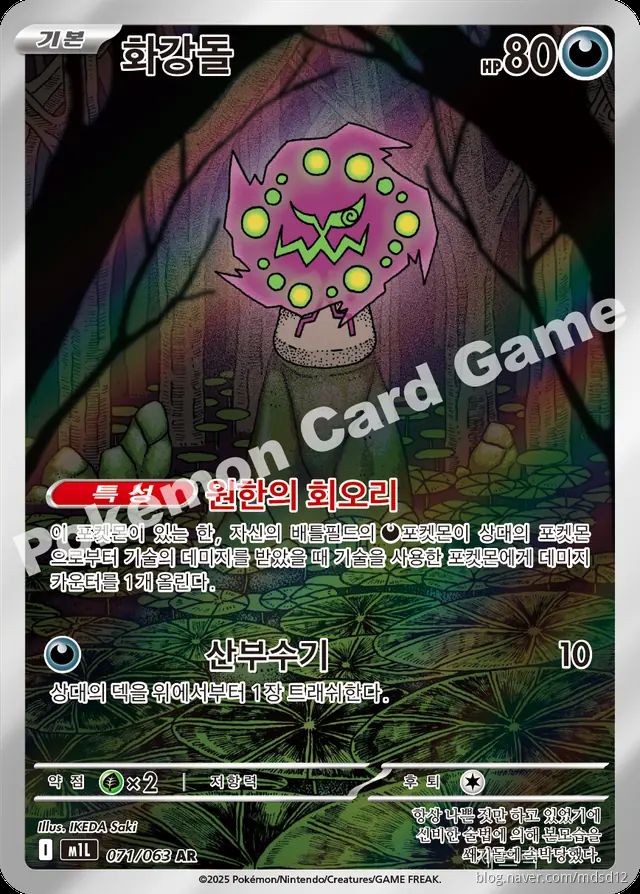 기본 화강돌 HP 80
특성 원한의 회오리
이 포켓몬이 있는 한, 자신의 배틀필드의 포켓몬이 상대의 포켓몬
으로부터 기술의 데미지를 받았을 때 기술을 사용한 포켓몬에게 데미지
카운터를 1개 올린다.
Pokémon Card Game
산부수기 10
상대의 덱을 위에서부터 1장 트래쉬한다.
약점 ×2 저항력 후퇴
항상 나쁜 것만 하고 있었기에
신비한 술법에 의해 본모습을
쐐기돌에 속박당했다.
Illus. IKEDA Saki
I m1L 071/063 AR
©2025 Pokémon/Nintendo/Creatures/GAME FREAK.
blog.naver.com/mdsd12